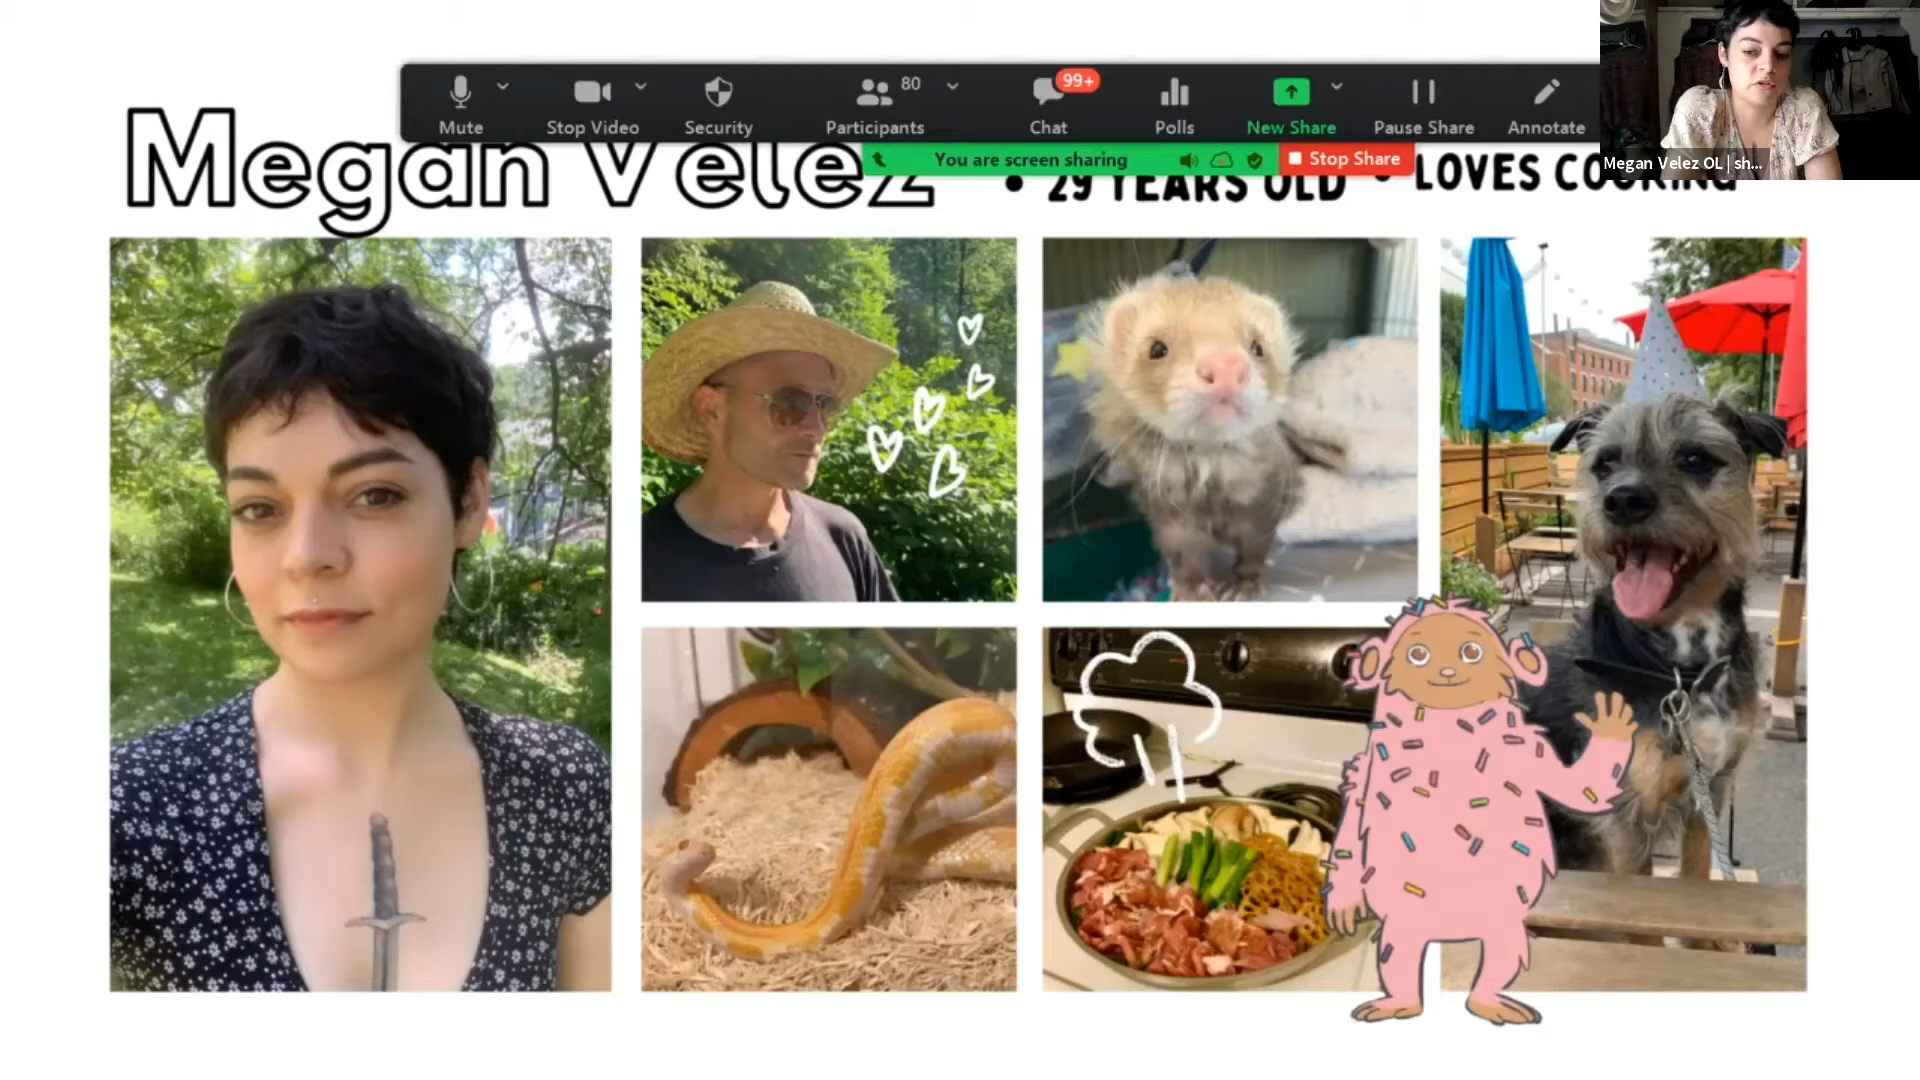 Mute
Stop Video
Security
80
Participants
99+
Chat
Polls
New Share
Pause Share
Annotate
You are screen sharing
Stop Share
Megan Velez OL | sh...
Megan Velez
• 29 YEARS OLD
• LOVES COOKING